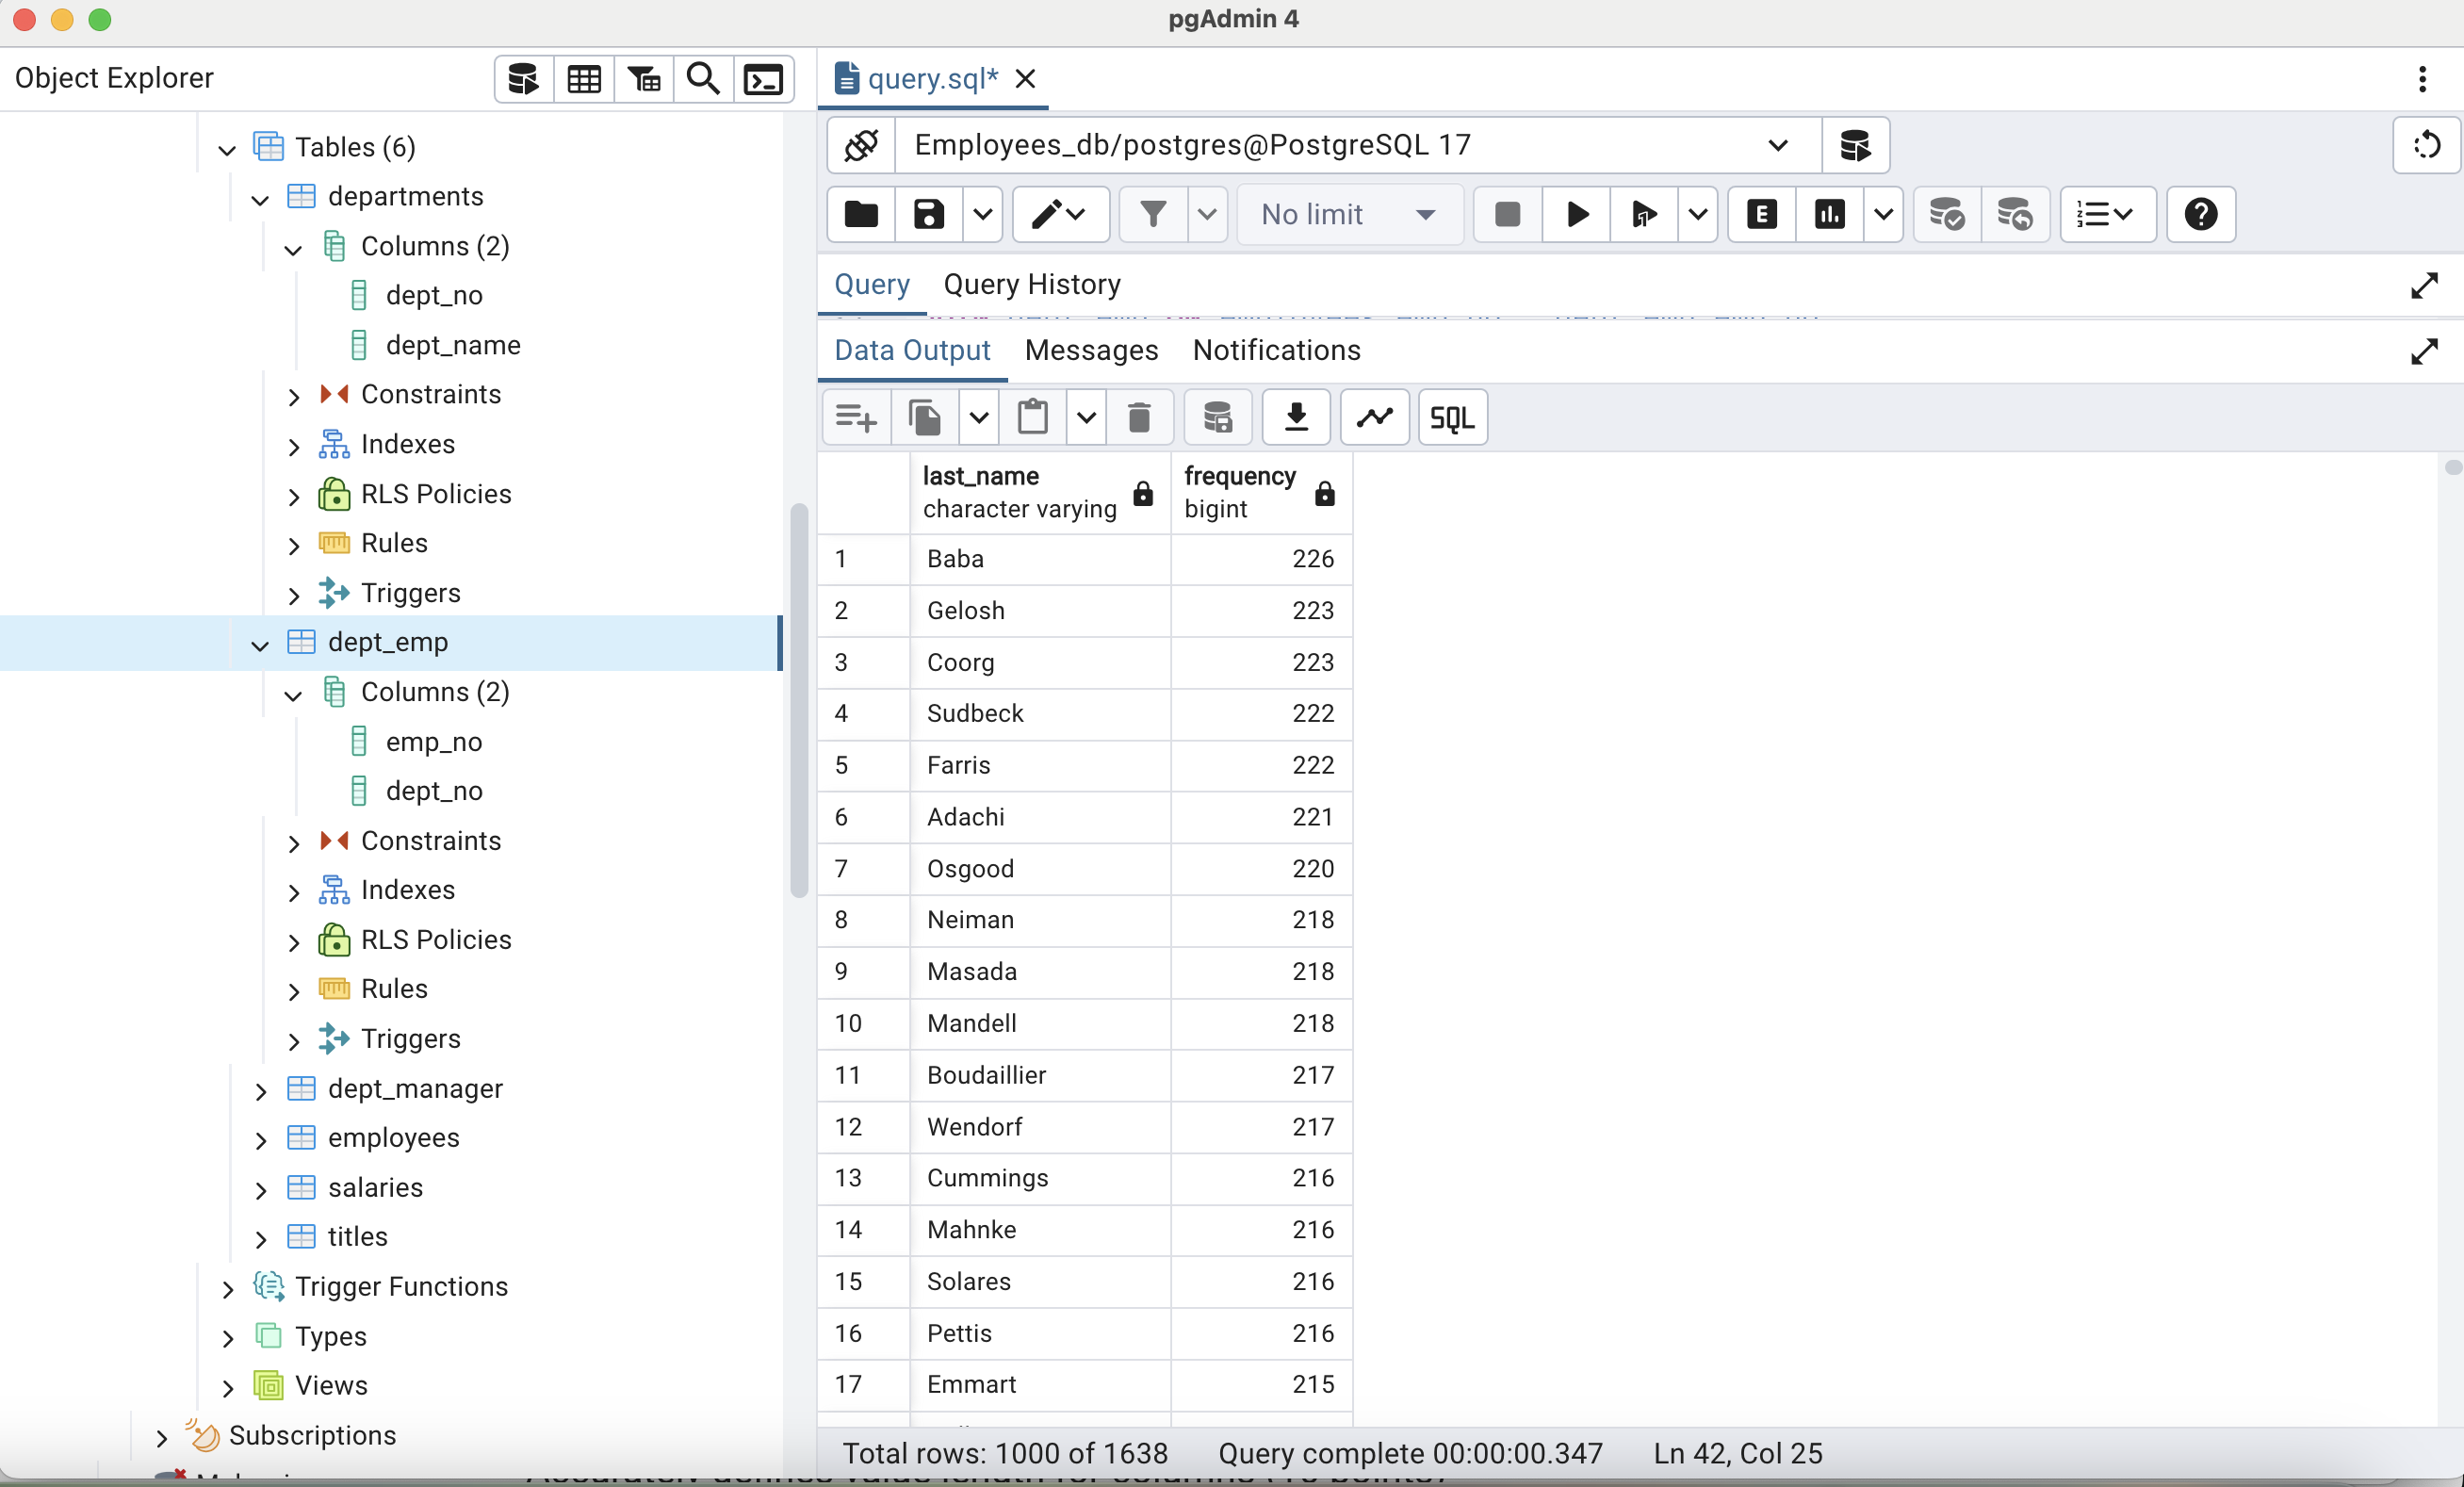 pgAdmin 4
Object Explorer
Tables (6)
departments
Columns (2)
dept_no
dept_name
Constraints
Indexes
RLS Policies
Rules
Triggers
dept_emp
Columns (2)
emp_no
dept_no
Constraints
Indexes
RLS Policies
Rules
Triggers
dept_manager
employees
salaries
titles
Trigger Functions
Types
Views
Subscriptions
query.sql*
Employees_db/postgres@PostgreSQL 17
No limit
E
Query Query History
Data Output Messages Notifications
SQL
last_name frequency
character varying bigint
1 Baba 226
2 Gelosh 223
3 Coorg 223
4 Sudbeck 222
5 Farris 222
6 Adachi 221
7 Osgood 220
8 Neiman 218
9 Masada 218
10 Mandell 218
11 Boudaillier 217
12 Wendorf 217
13 Cummings 216
14 Mahnke 216
15 Solares 216
16 Pettis 216
17 Emmart 215
Total rows: 1000 of 1638 Query complete 00:00:00.347 Ln 42, Col 25